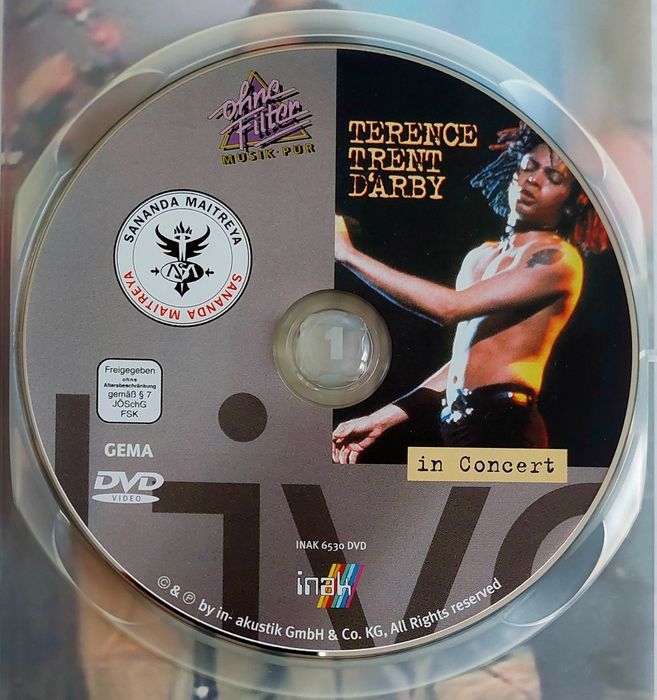 ohne
Filter
MUSIK•PUR
TERENCE
TRENT
D'ARBY
SANANDA MAITREYA
SANANDA MAITREYA
1
Freigegeben
ohne
Altersbeschränkung
gemäß § 7
JÖSchG
FSK
GEMA
DVD
VIDEO
in Concert
live
INAK 6530 DVD
inak
© & ℗ by in- akustik GmbH & Co. KG, All Rights reserved